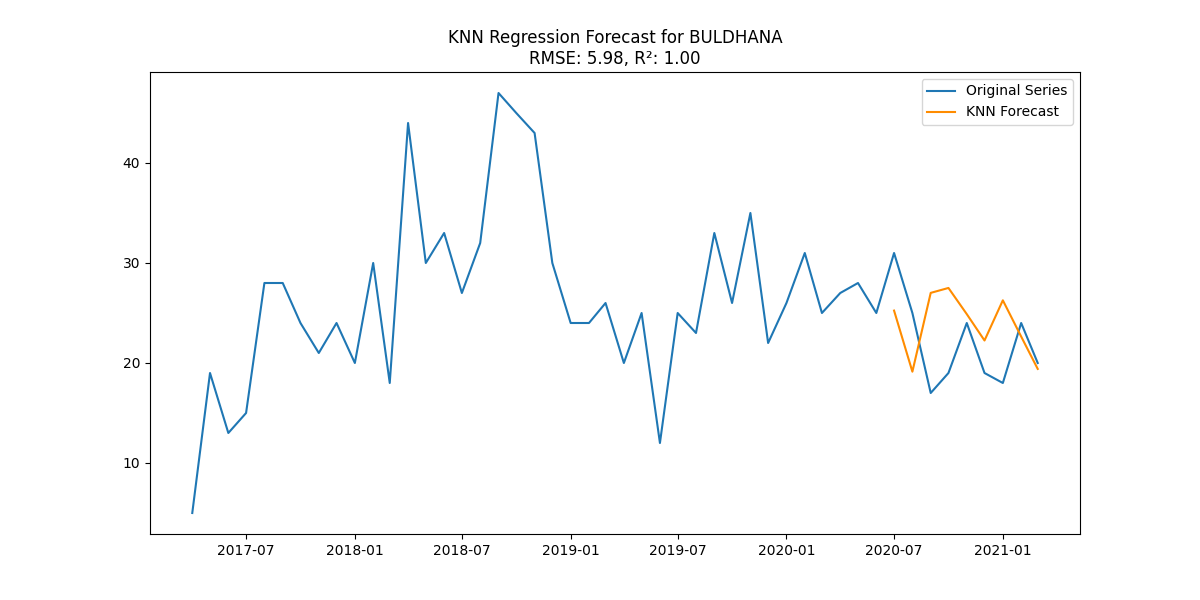 KNN Regression Forecast for BULDHANA
RMSE: 5.98, R²: 1.00
Original Series
KNN Forecast
40
30
20
10
2017-07 2018-01 2018-07 2019-01 2019-07 2020-01 2020-07 2021-01